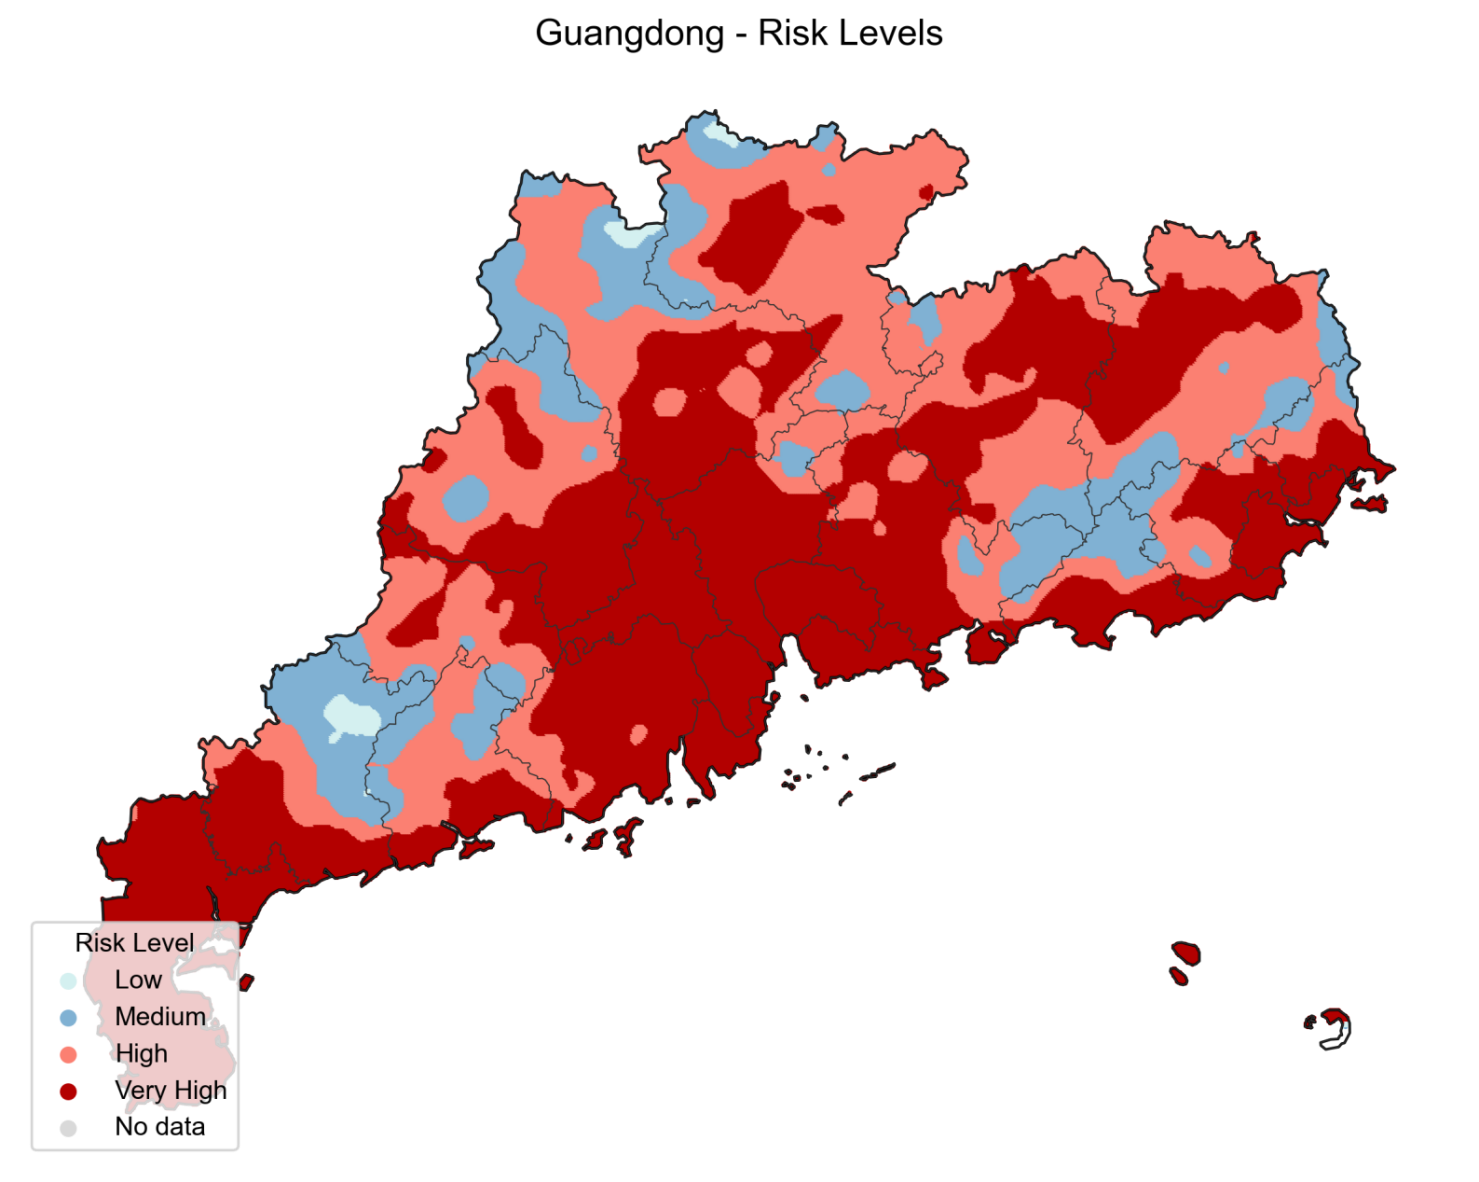 Guangdong - Risk Levels
Risk Level
Low
Medium
High
Very High
No data